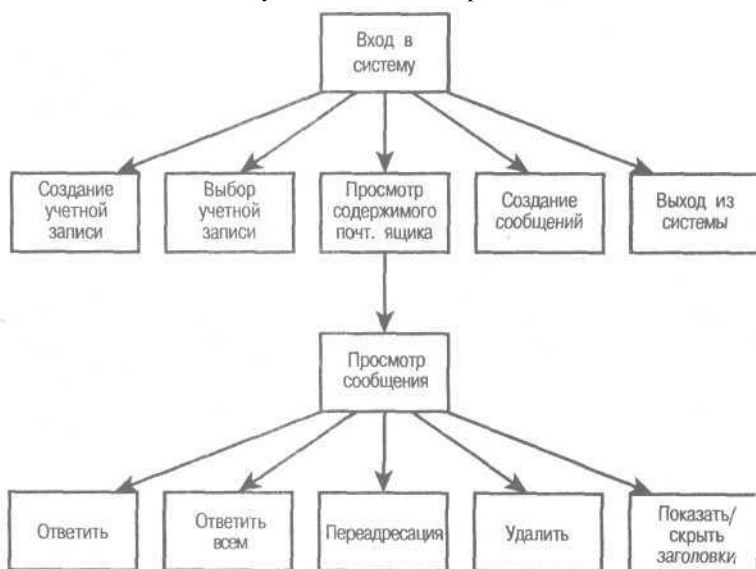 Вход в
систему
Создание
учетной
записи
Выбор
учетной
записи
Просмотр
содержимого
почт. ящика
Создание
сообщений
Выход из
системы
Просмотр
сообщения
Ответить
Ответить
всем
Переадресация
Удалить
Показать/
скрыть
заголовки